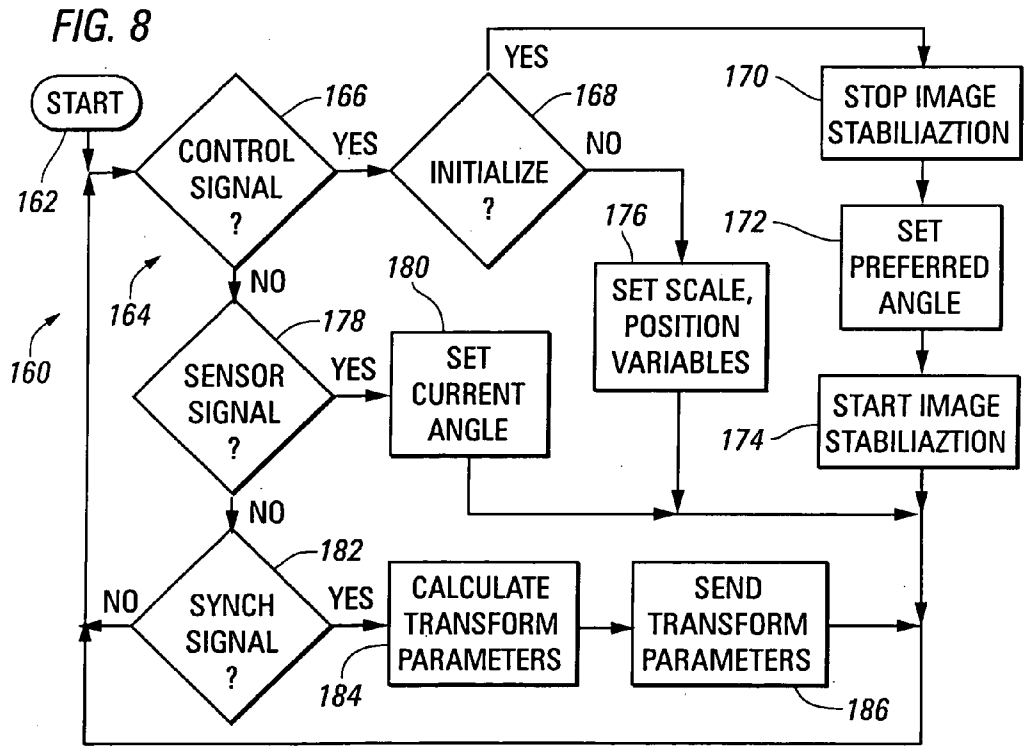 FIG. 8
START
162
160
164
166
CONTROL
SIGNAL
?
YES
NO
168
INITIALIZE
?
YES
NO
170
STOP IMAGE
STABILIAZTION
172
SET
PREFERRED
ANGLE
174
START IMAGE
STABILIAZTION
176
SET SCALE,
POSITION
VARIABLES
178
SENSOR
SIGNAL
?
YES
NO
180
SET
CURRENT
ANGLE
182
SYNCH
SIGNAL
?
NO
YES
184
CALCULATE
TRANSFORM
PARAMETERS
SEND
TRANSFORM
PARAMETERS
186